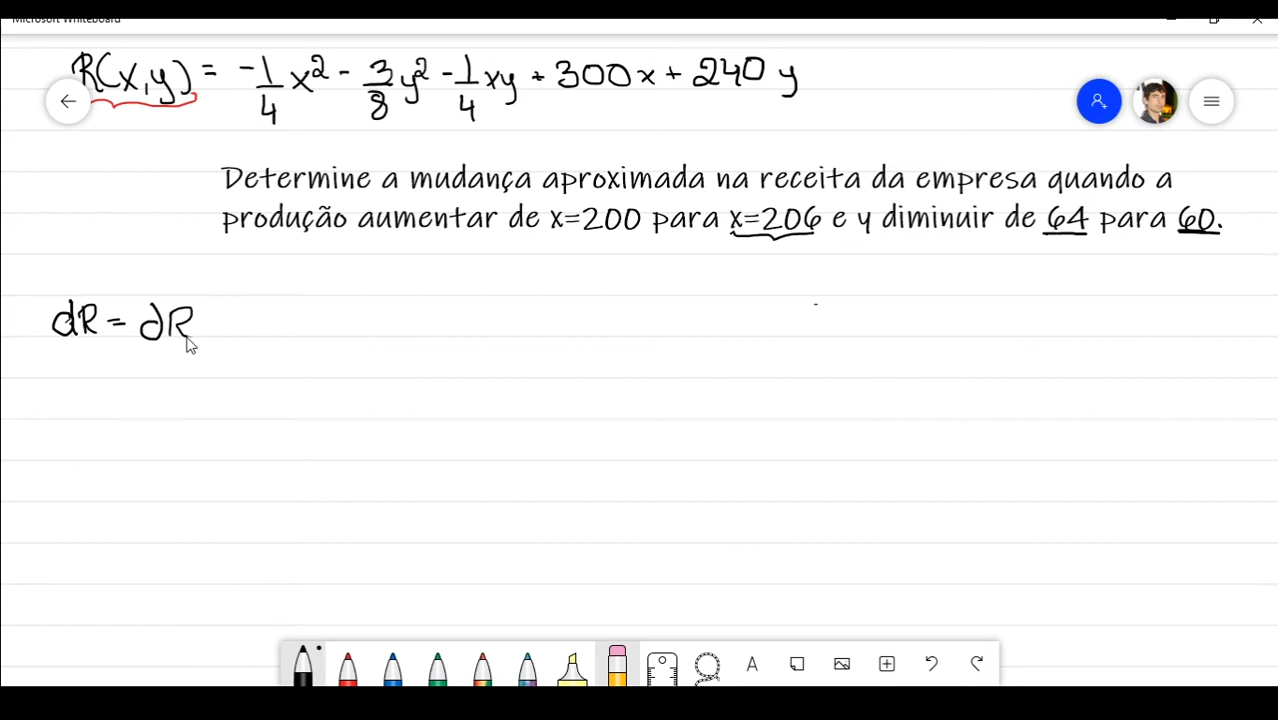 Microsoft Whiteboard
R(x,y) = -1/4 x² - 3/8 y² - 1/4 xy + 300x + 240 y
Determine a mudança aproximada na receita da empresa quando a
produção aumentar de x=200 para x=206 e y diminuir de 64 para 60.
dR = ∂R
A